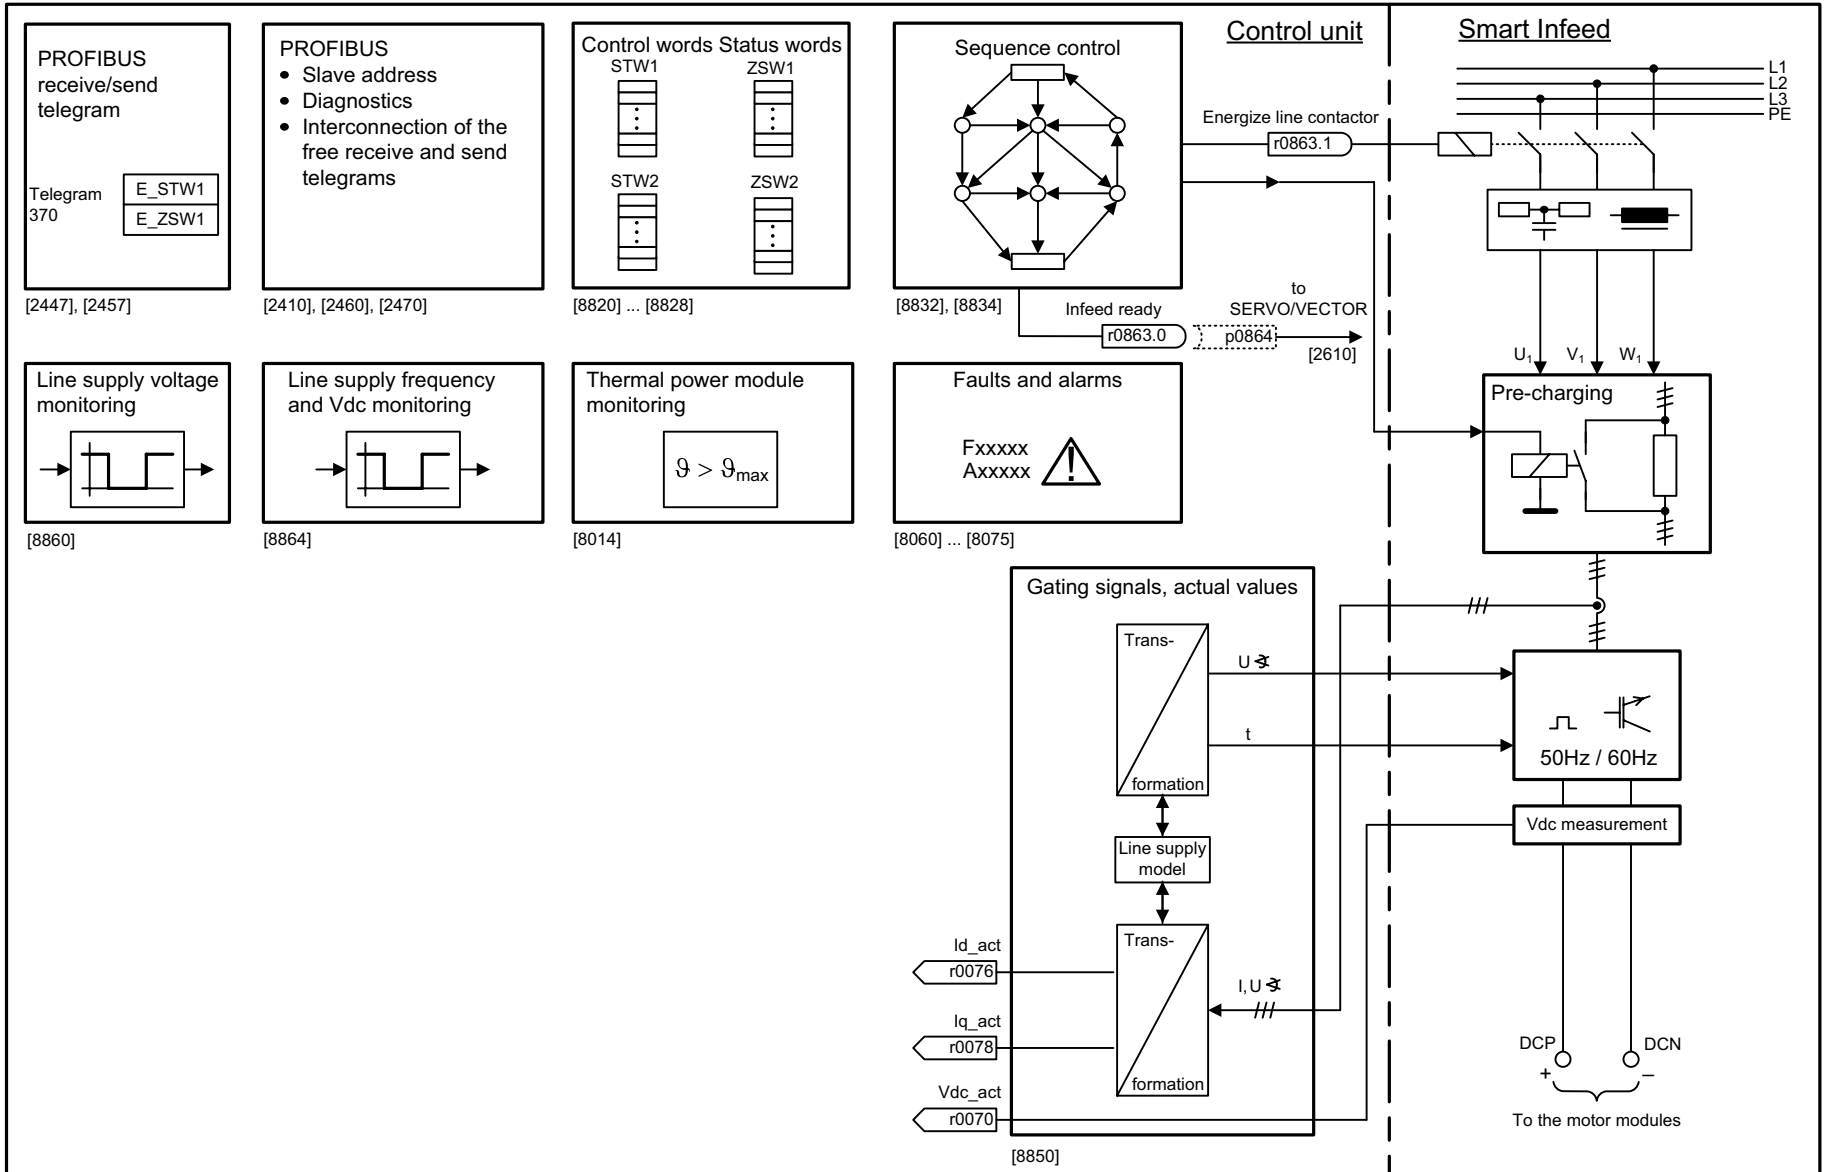 Control unit
Smart Infeed
PROFIBUS
receive/send
telegram
Telegram
370
E_STW1
E_ZSW1
[2447], [2457]
PROFIBUS
• Slave address
• Diagnostics
• Interconnection of the
free receive and send
telegrams
[2410], [2460], [2470]
Control words Status words
STW1
ZSW1
STW2
ZSW2
[8820] ... [8828]
Sequence control
[8832], [8834]
Energize line contactor
r0863.1
Infeed ready
r0863.0
p0864
to
SERVO/VECTOR
[2610]
L1
L2
L3
PE
U1
V1
W1
Pre-charging
Line supply voltage
monitoring
[8860]
Line supply frequency
and Vdc monitoring
[8864]
Thermal power module
monitoring
ϑ > ϑmax
[8014]
Faults and alarms
Fxxxxx
Axxxxx
!
[8060] ... [8075]
Gating signals, actual values
Trans-
formation
U ∢
t
Line supply
model
Trans-
formation
I, U ∢
Id_act
r0076
Iq_act
r0078
Vdc_act
r0070
[8850]
50Hz / 60Hz
Vdc measurement
DCP
DCN
+
–
To the motor modules